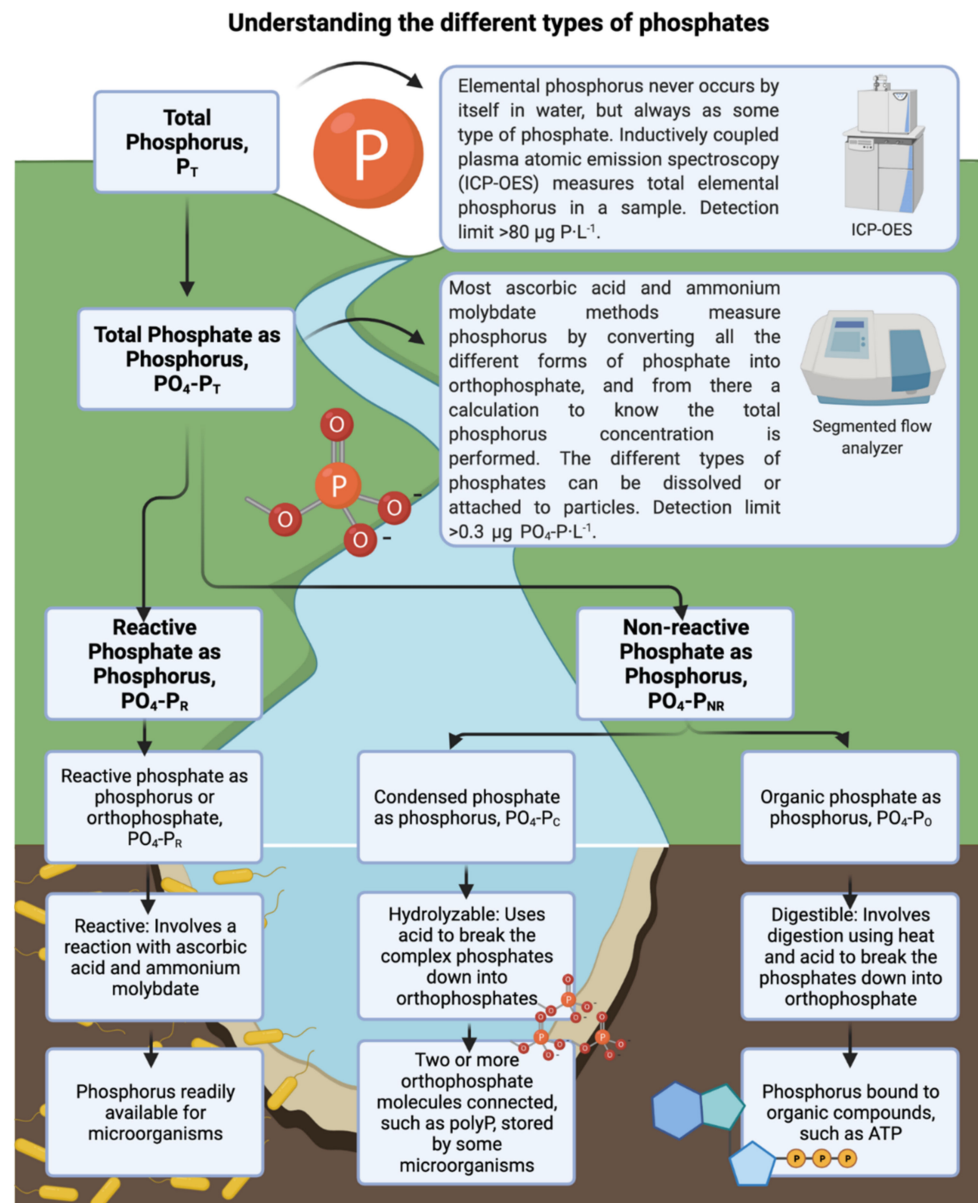 Understanding the different types of phosphates
Total
Phosphorus,
P_T
P
Elemental phosphorus never occurs by
itself in water, but always as some
type of phosphate. Inductively coupled
plasma atomic emission spectroscopy
(ICP-OES) measures total elemental
phosphorus in a sample. Detection
limit >80 µg P·L⁻¹.
ICP-OES
Total Phosphate as
Phosphorus,
PO₄-P_T
Most ascorbic acid and ammonium
molybdate methods measure
phosphorus by converting all the
different forms of phosphate into
orthophosphate, and from there a
calculation to know the total
phosphorus concentration is
performed. The different types of
phosphates can be dissolved or
attached to particles. Detection limit
>0.3 µg PO₄-P·L⁻¹.
Segmented flow
analyzer
O
P
O
O
-
O
-
Reactive
Phosphate as
Phosphorus,
PO₄-P_R
Non-reactive
Phosphate as
Phosphorus,
PO₄-P_NR
Reactive phosphate as
phosphorus or
orthophosphate,
PO₄-P_R
Condensed phosphate
as phosphorus, PO₄-P_C
Organic phosphate as
phosphorus, PO₄-P_O
Reactive: Involves a
reaction with ascorbic
acid and ammonium
molybdate
Hydrolyzable: Uses
acid to break the
complex phosphates
down into
orthophosphates
Digestible: Involves
digestion using heat
and acid to break the
phosphates down into
orthophosphate
O
P
O
O
-
O
-
O
P
O
O
-
O
P
O
O
-
O
-
Phosphorus readily
available for
microorganisms
Two or more
orthophosphate
molecules connected,
such as polyP, stored
by some
microorganisms
Phosphorus bound to
organic compounds,
such as ATP
P P P